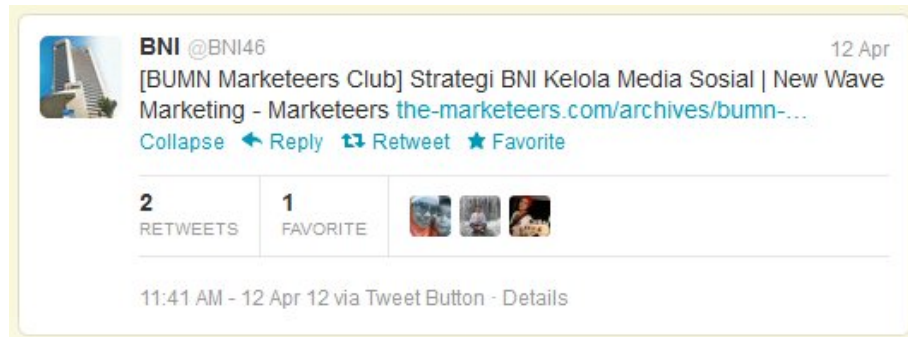 BNI @BNI46 12 Apr
[BUMN Marketeers Club] Strategi BNI Kelola Media Sosial | New Wave
Marketing - Marketeers the-marketeers.com/archives/bumn-...
Collapse Reply Retweet Favorite
2 1
RETWEETS FAVORITE
11:41 AM - 12 Apr 12 via Tweet Button · Details